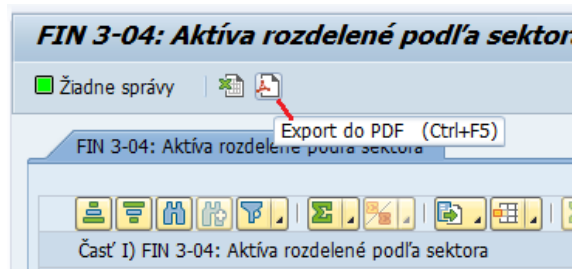 FIN 3-04: Aktíva rozdelené podľa sektor
Žiadne správy
Export do PDF (Ctrl+F5)
FIN 3-04: Aktíva rozdelené podľa sektora
Časť I) FIN 3-04: Aktíva rozdelené podľa sektora